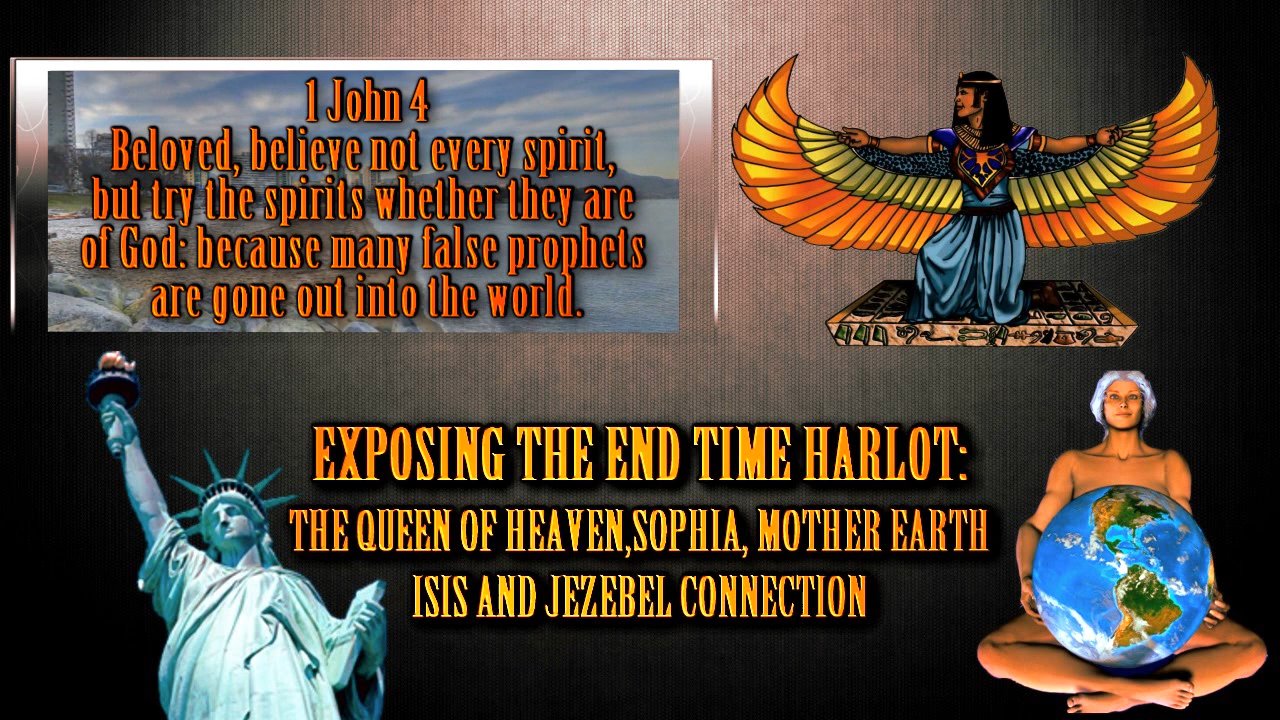 1 John 4
Beloved, believe not every spirit,
but try the spirits whether they are
of God: because many false prophets
are gone out into the world.
EXPOSING THE END TIME HARLOT:
THE QUEEN OF HEAVEN,SOPHIA, MOTHER EARTH
ISIS AND JEZEBEL CONNECTION